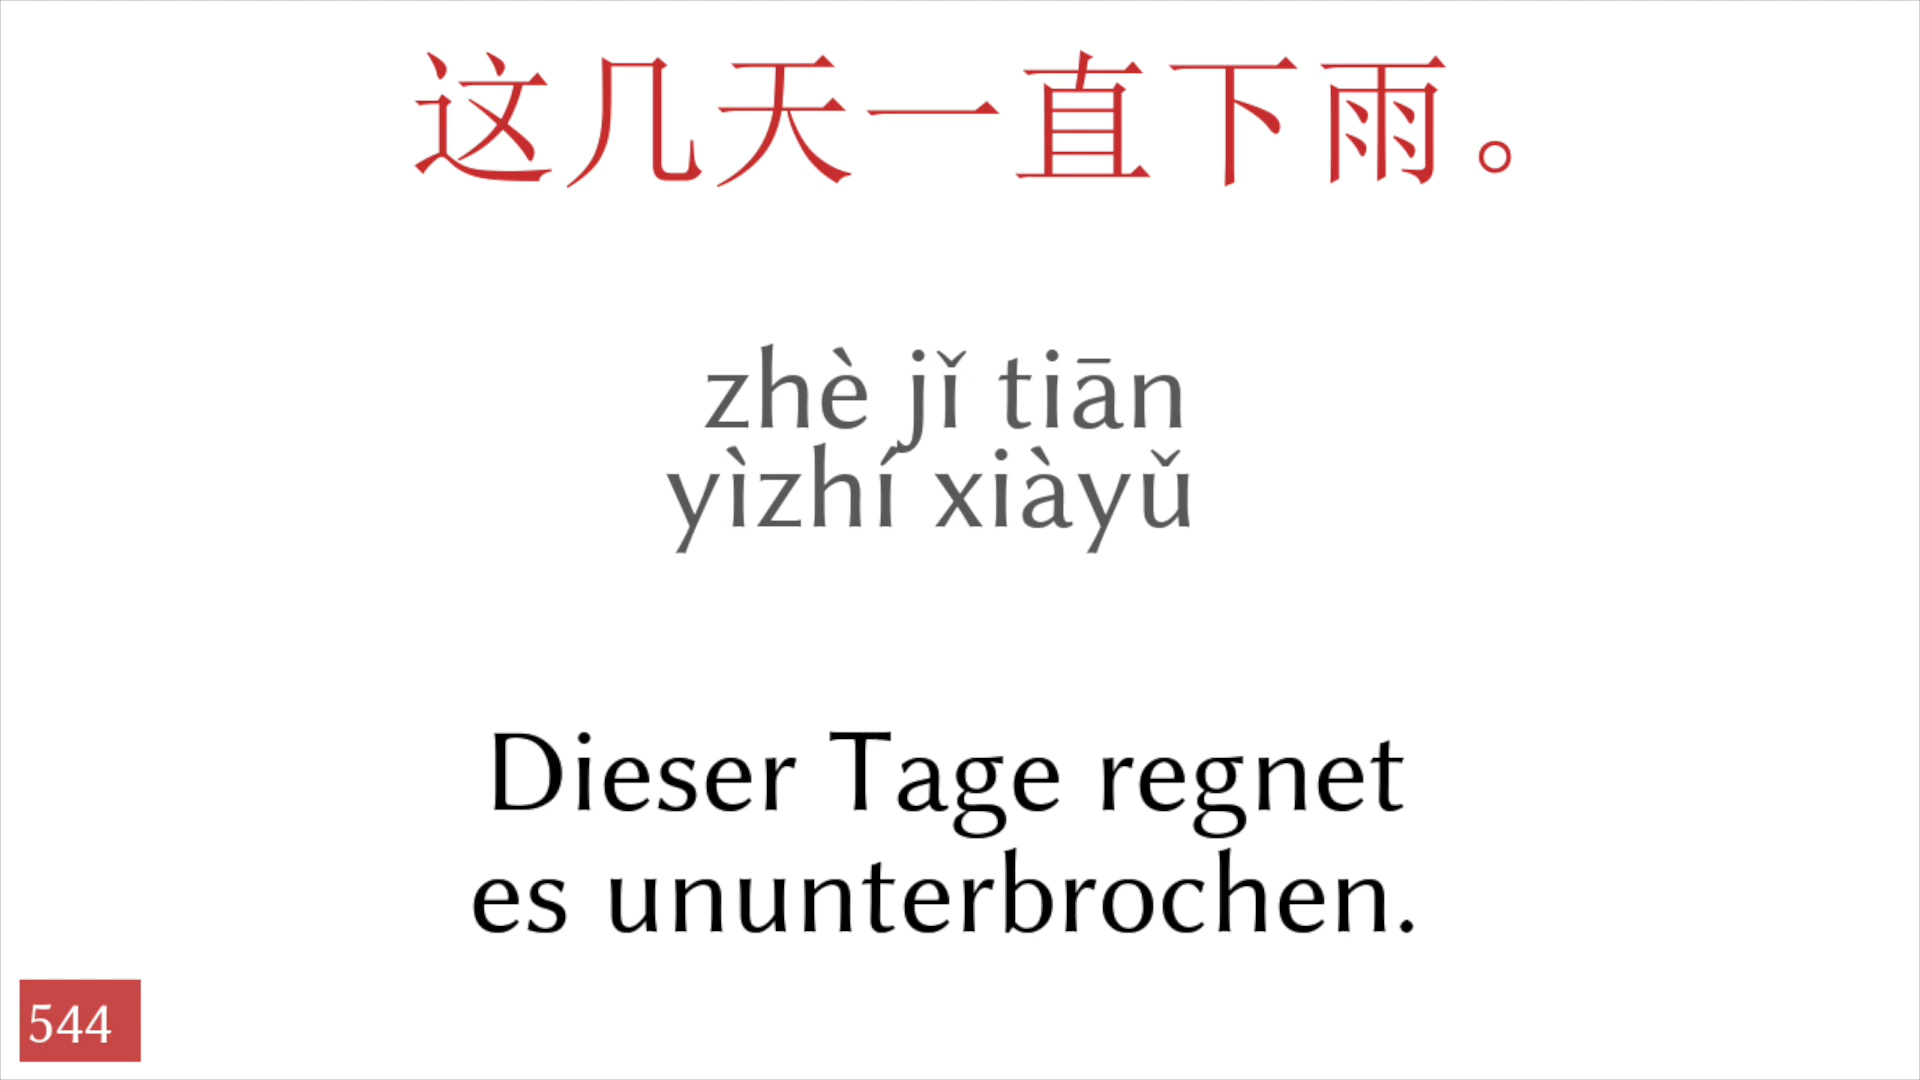 这几天一直下雨。
zhè jǐ tiān
yìzhí xiàyǔ
Dieser Tage regnet
es ununterbrochen.
544